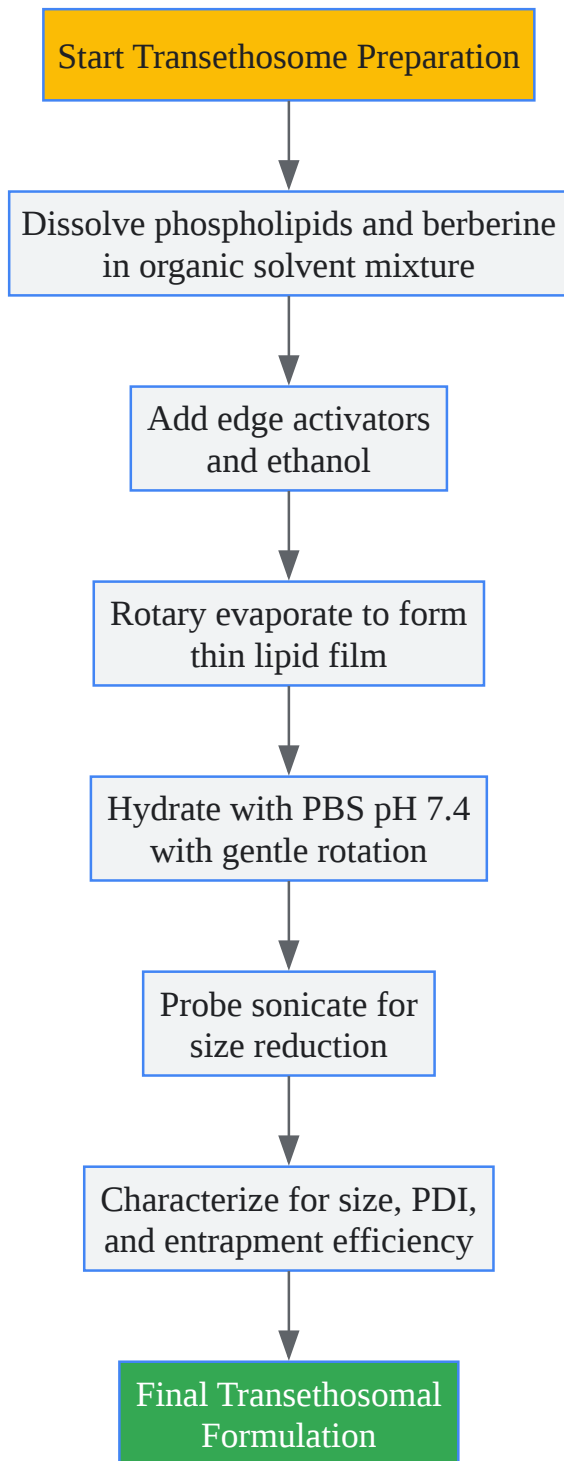 Start Transethosome Preparation
Dissolve phospholipids and berberine
in organic solvent mixture
Add edge activators
and ethanol
Rotary evaporate to form
thin lipid film
Hydrate with PBS pH 7.4
with gentle rotation
Probe sonicate for
size reduction
Characterize for size, PDI,
and entrapment efficiency
Final Transethosomal
Formulation